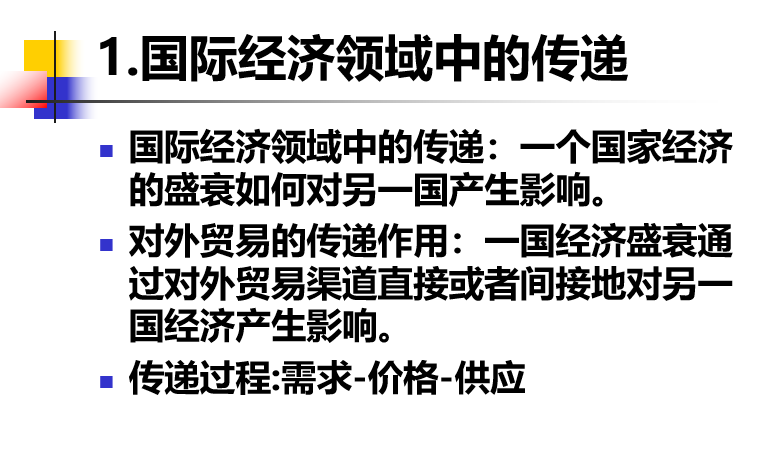 1.国际经济领域中的传递
国际经济领域中的传递：一个国家经济
的盛衰如何对另一国产生影响。
对外贸易的传递作用：一国经济盛衰通
过对外贸易渠道直接或者间接地对另一
国经济产生影响。
传递过程:需求-价格-供应